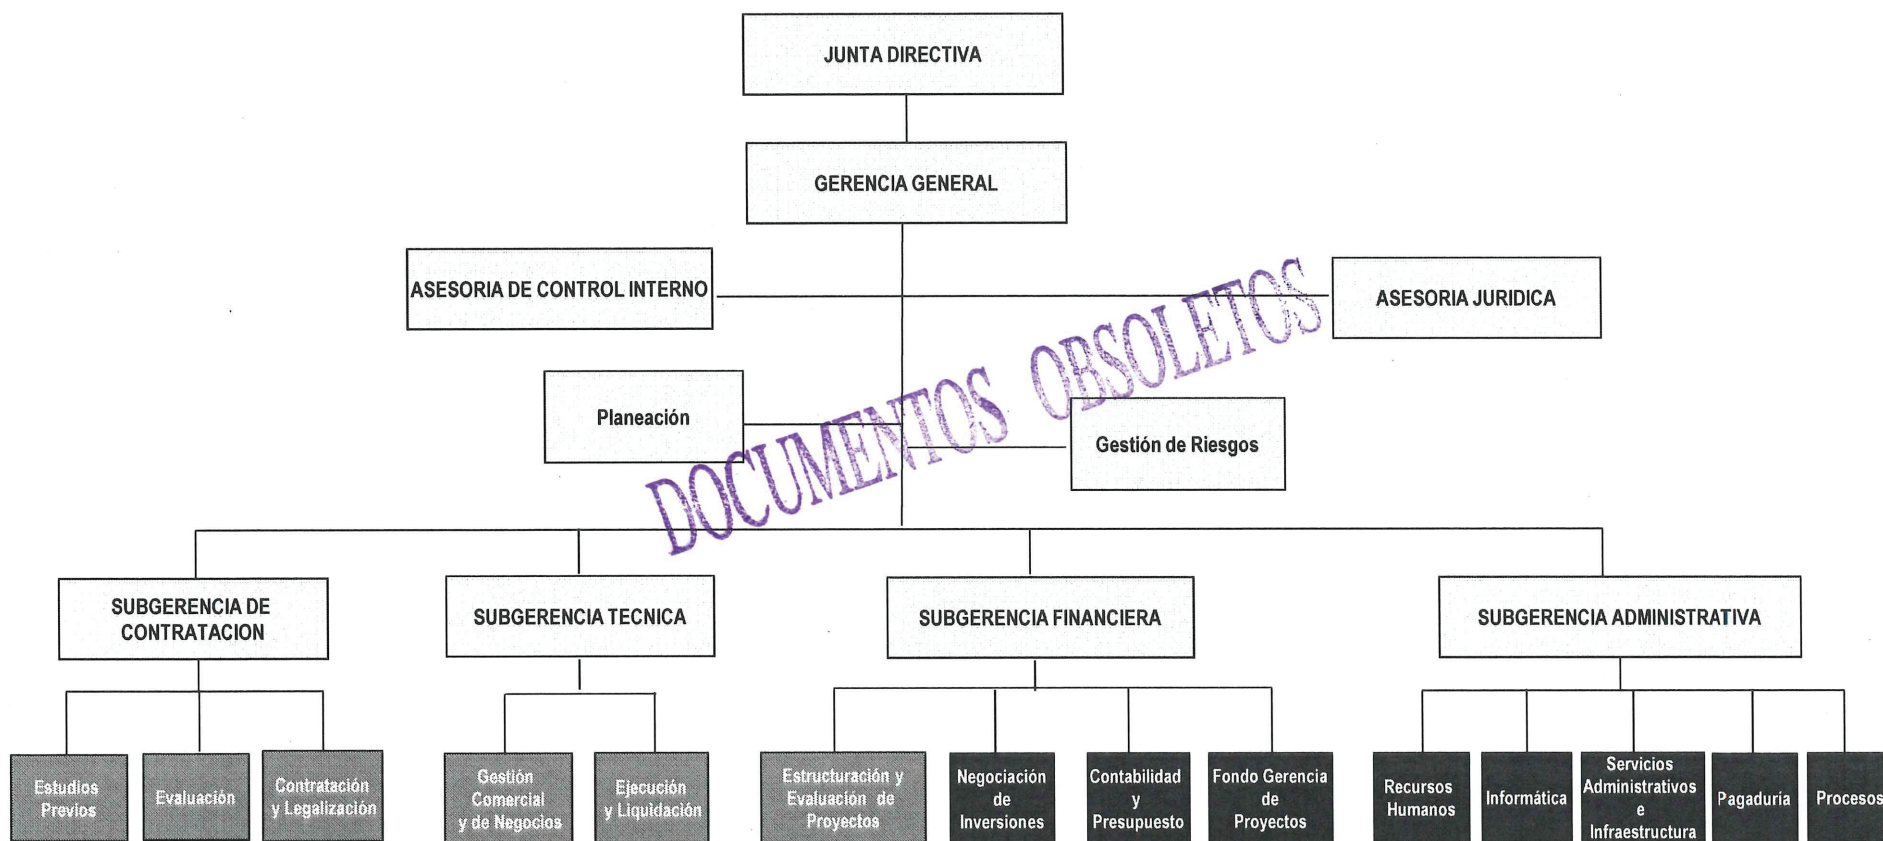 JUNTA DIRECTIVA
GERENCIA GENERAL
ASESORIA DE CONTROL INTERNO
ASESORIA JURIDICA
Planeación
Gestión de Riesgos
DOCUMENTOS OBSOLETOS
SUBGERENCIA DE
CONTRATACION
SUBGERENCIA TECNICA
SUBGERENCIA FINANCIERA
SUBGERENCIA ADMINISTRATIVA
Estudios
Previos
Evaluación
Contratación
y Legalización
Gestión
Comercial
y de Negocios
Ejecución
y Liquidación
Estructuración y
Evaluación de
Proyectos
Negociación
de
Inversiones
Contabilidad
y
Presupuesto
Fondo Gerencia
de
Proyectos
Recursos
Humanos
Informática
Servicios
Administrativos
e
Infraestructura
Pagaduría
Procesos